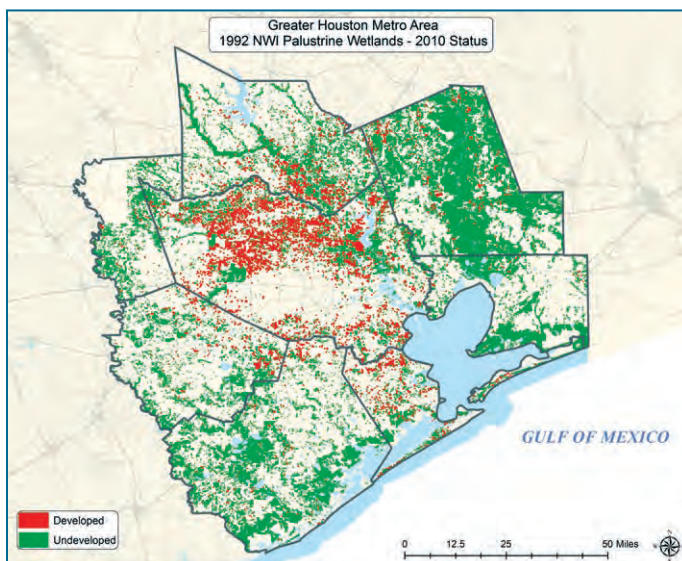 Greater Houston Metro Area
1992 NWI Palustrine Wetlands - 2010 Status
GULF OF MEXICO
Developed
Undeveloped
0 12.5 25 50 Miles